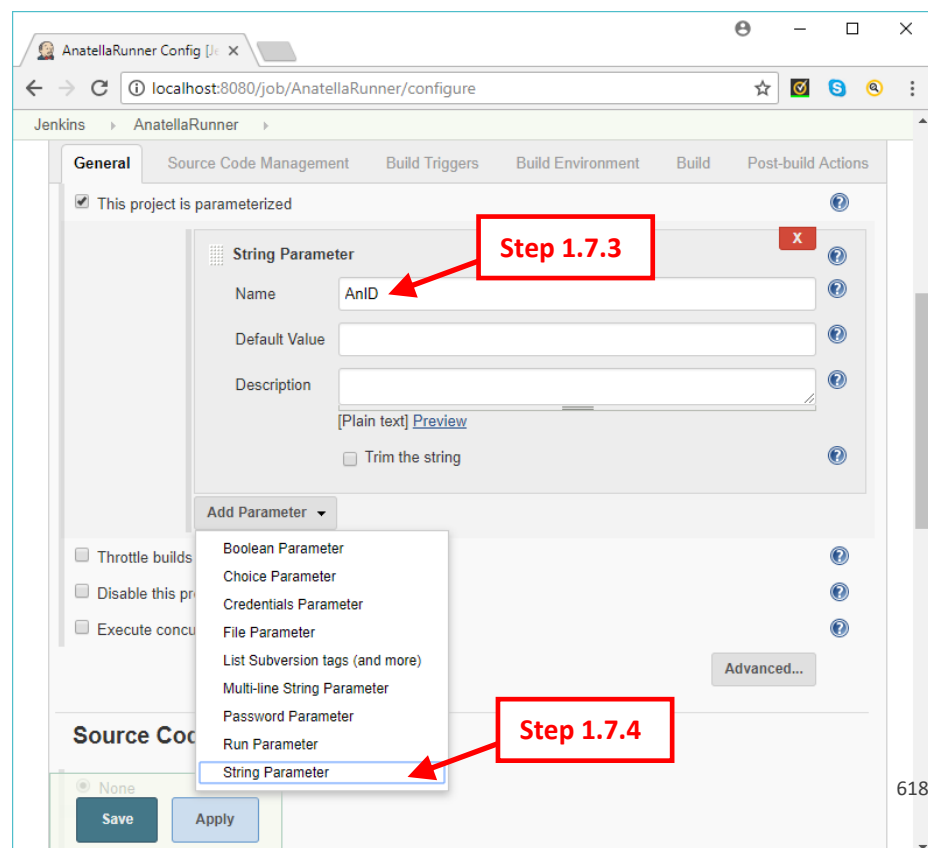 AnatellaRunner Config [Je
localhost:8080/job/AnatellaRunner/configure
Jenkins AnatellaRunner
General Source Code Management Build Triggers Build Environment Build Post-build Actions
This project is parameterized
String Parameter
Step 1.7.3
X
Name AnID
Default Value
Description
[Plain text] Preview
Trim the string
Add Parameter
Boolean Parameter
Throttle builds
Choice Parameter
Disable this pr
Credentials Parameter
File Parameter
Execute concu
List Subversion tags (and more)
Advanced...
Multi-line String Parameter
Password Parameter
Step 1.7.4
Source Coc
Run Parameter
String Parameter
None
618
Save Apply